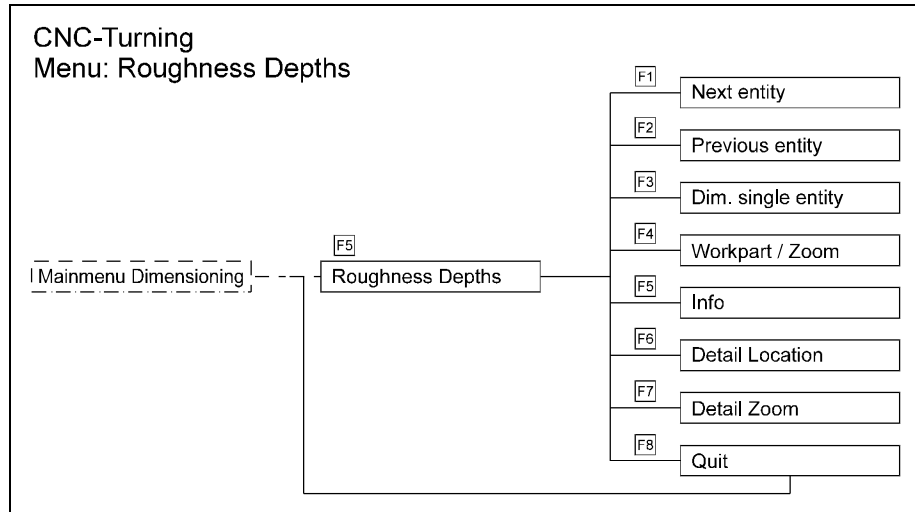 CNC-Turning
Menu: Roughness Depths
F1
Next entity
F2
Previous entity
F3
Dim. single entity
F4
Workpart / Zoom
F5
Mainmenu Dimensioning
F5
Roughness Depths
Info
F6
Detail Location
F7
Detail Zoom
F8
Quit